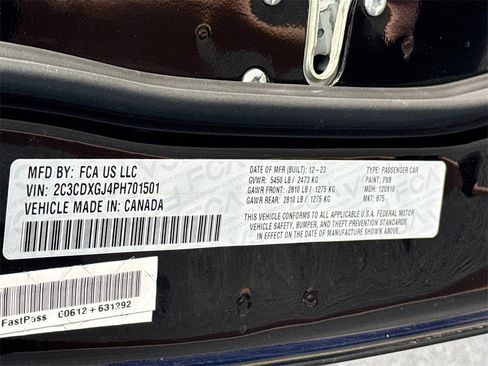 MFD BY: FCA US LLC
VIN: 2C3CDXGJ4PH701501
VEHICLE MADE IN: CANADA
DATE OF MFR (BUILT): 12-23
GVWR: 5450 LB / 2473 KG
GAWR FRONT: 2810 LB / 1275 KG
GAWR REAR: 2810 LB / 1275 KG
TYPE: PASSENGER CAR
PAINT: PX8
MDH: 120910
MKT: 875
THIS VEHICLE CONFORMS TO ALL APPLICABLE U.S.A. FEDERAL MOTOR
VEHICLE SAFETY, BUMPER, AND THEFT PREVENTION STANDARDS
IN EFFECT ON THE DATE OF MANUFACTURE SHOWN ABOVE.
FastPass 60612+631292